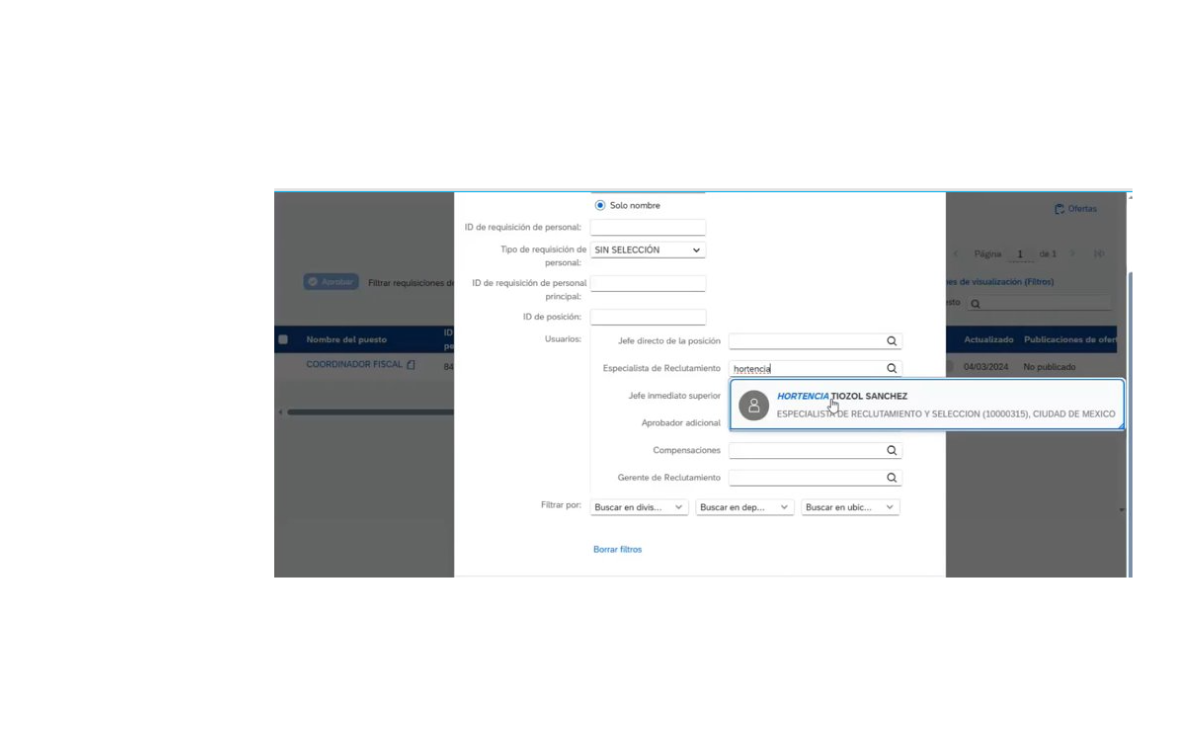 Solo nombre
Ofertas
ID de requisición de personal:
Tipo de requisición de personal:
SIN SELECCIÓN
Página 1 de 1
Aprobar
Filtrar requisiciones de
ID de requisición de personal principal:
es de visualización (Filtros)
sto
ID de posición:
Nombre del puesto
ID
pe
Usuarios:
Jefe directo de la posición
Actualizado
Publicaciones de ofer
COORDINADOR FISCAL
84
Especialista de Reclutamiento
hortencia
04/03/2024
No publicado
Jefe inmediato superior
HORTENCIA TIOZOL SANCHEZ
ESPECIALISTA DE RECLUTAMIENTO Y SELECCION (10000315), CIUDAD DE MEXICO
Aprobador adicional
Compensaciones
Gerente de Reclutamiento
Filtrar por:
Buscar en divis...
Buscar en dep...
Buscar en ubic...
Borrar filtros